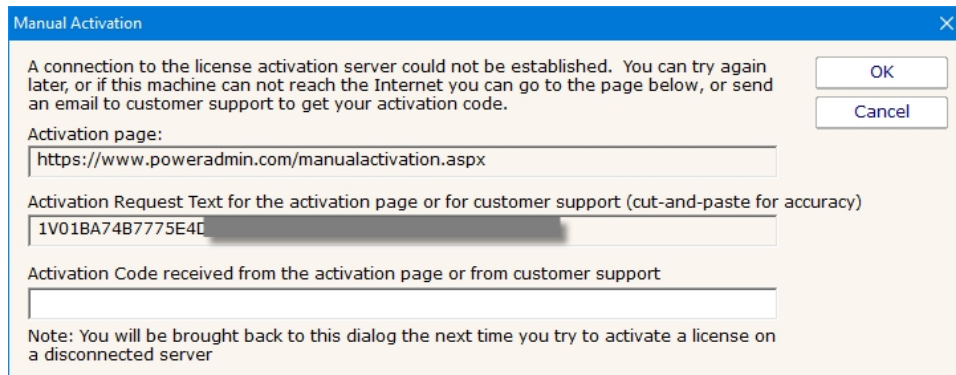 Manual Activation
A connection to the license activation server could not be established. You can try again
later, or if this machine can not reach the Internet you can go to the page below, or send
an email to customer support to get your activation code.
OK
Cancel
Activation page:
https://www.poweradmin.com/manualactivation.aspx
Activation Request Text for the activation page or for customer support (cut-and-paste for accuracy)
1V01BA74B7775E4D
Activation Code received from the activation page or from customer support
Note: You will be brought back to this dialog the next time you try to activate a license on
a disconnected server